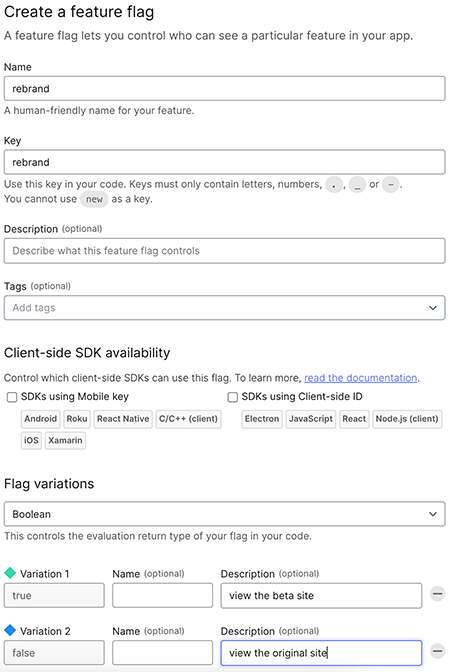 Create a feature flag
A feature flag lets you control who can see a particular feature in your app.
Name
rebrand
A human-friendly name for your feature.
Key
rebrand
Use this key in your code. Keys must only contain letters, numbers, . , _ or - .
You cannot use new as a key.
Description (optional)
Describe what this feature flag controls
Tags (optional)
Add tags
Client-side SDK availability
Control which client-side SDKs can use this flag. To learn more, read the documentation.
SDKs using Mobile key
Android Roku React Native C/C++ (client)
iOS Xamarin
SDKs using Client-side ID
Electron JavaScript React Node.js (client)
Flag variations
Boolean
This controls the evaluation return type of your flag in your code.
Variation 1 Name (optional) Description (optional)
true view the beta site
Variation 2 Name (optional) Description (optional)
false view the original site